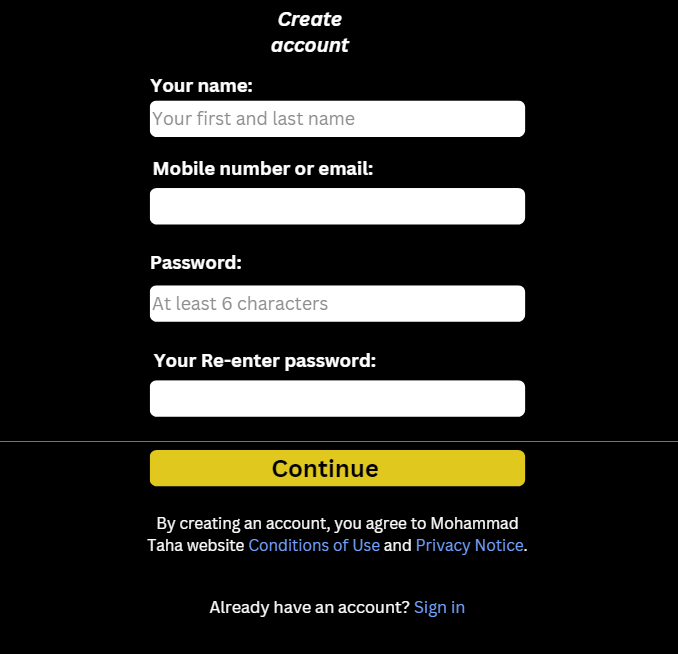 Create
account
Your name:
Your first and last name
Mobile number or email:
Password:
At least 6 characters
Your Re-enter password:
Continue
By creating an account, you agree to Mohammad
Taha website Conditions of Use and Privacy Notice.
Already have an account? Sign in